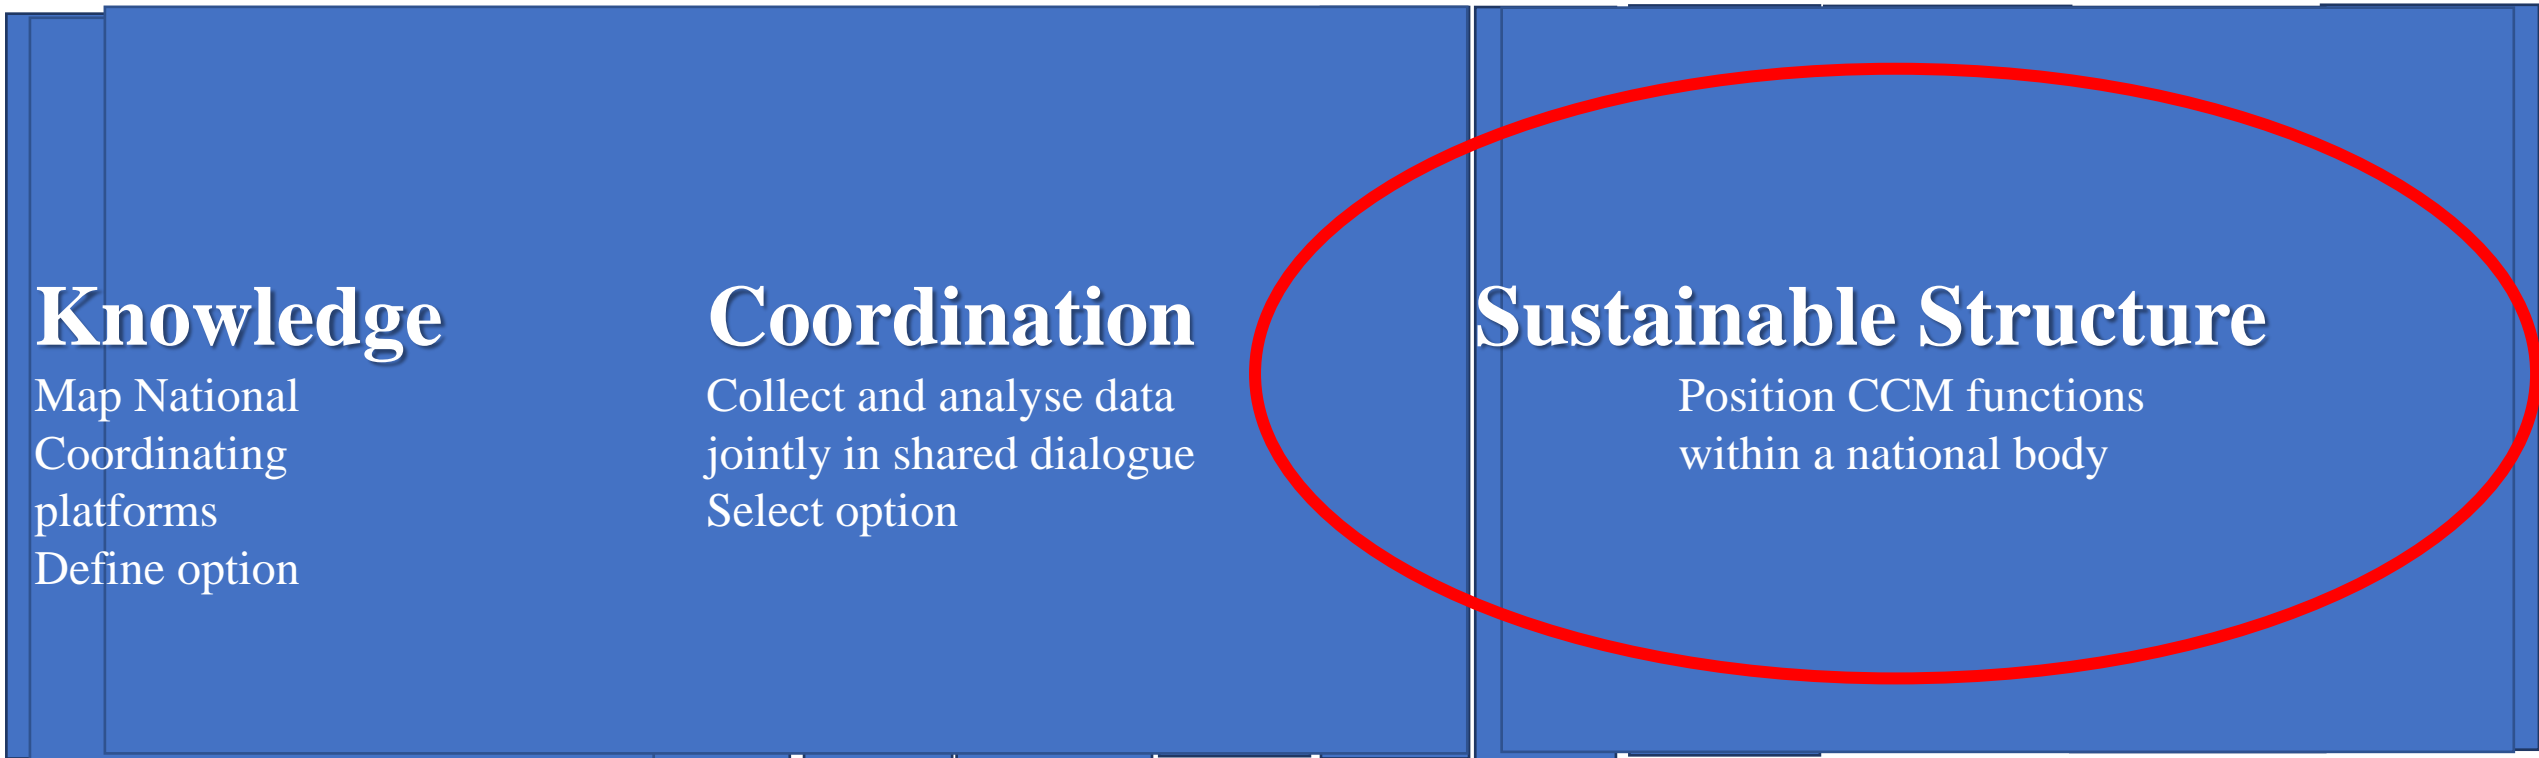 Knowledge
Map National
Coordinating
platforms
Define option
Coordination
Collect and analyse data
jointly in shared dialogue
Select option
Sustainable Structure
Position CCM functions
within a national body